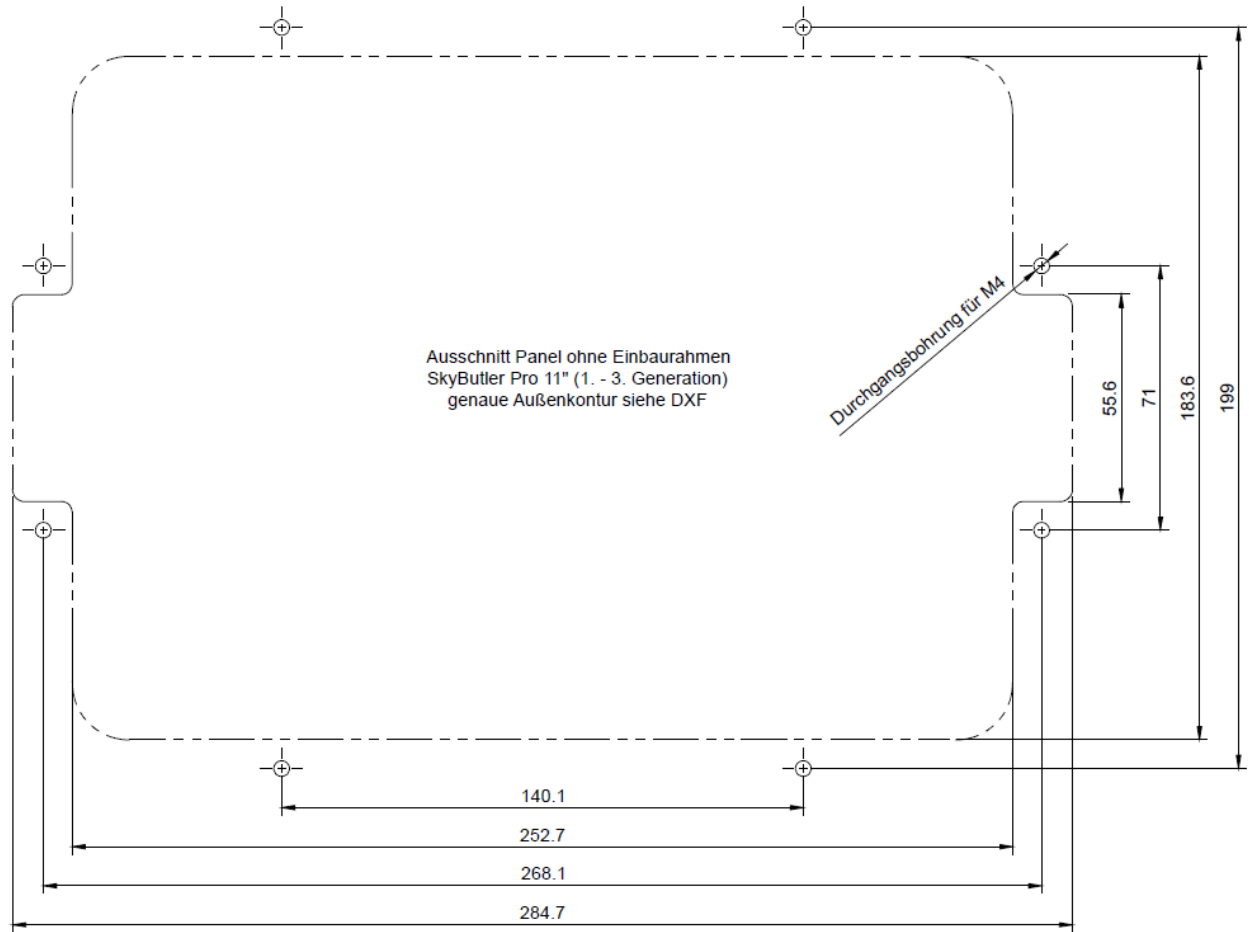 Ausschnitt Panel ohne Einbaurahmen
SkyButler Pro 11" (1. - 3. Generation)
genaue Außenkontur siehe DXF
Durchgangsbohrung für M4
55.6
71
183.6
199
140.1
252.7
268.1
284.7